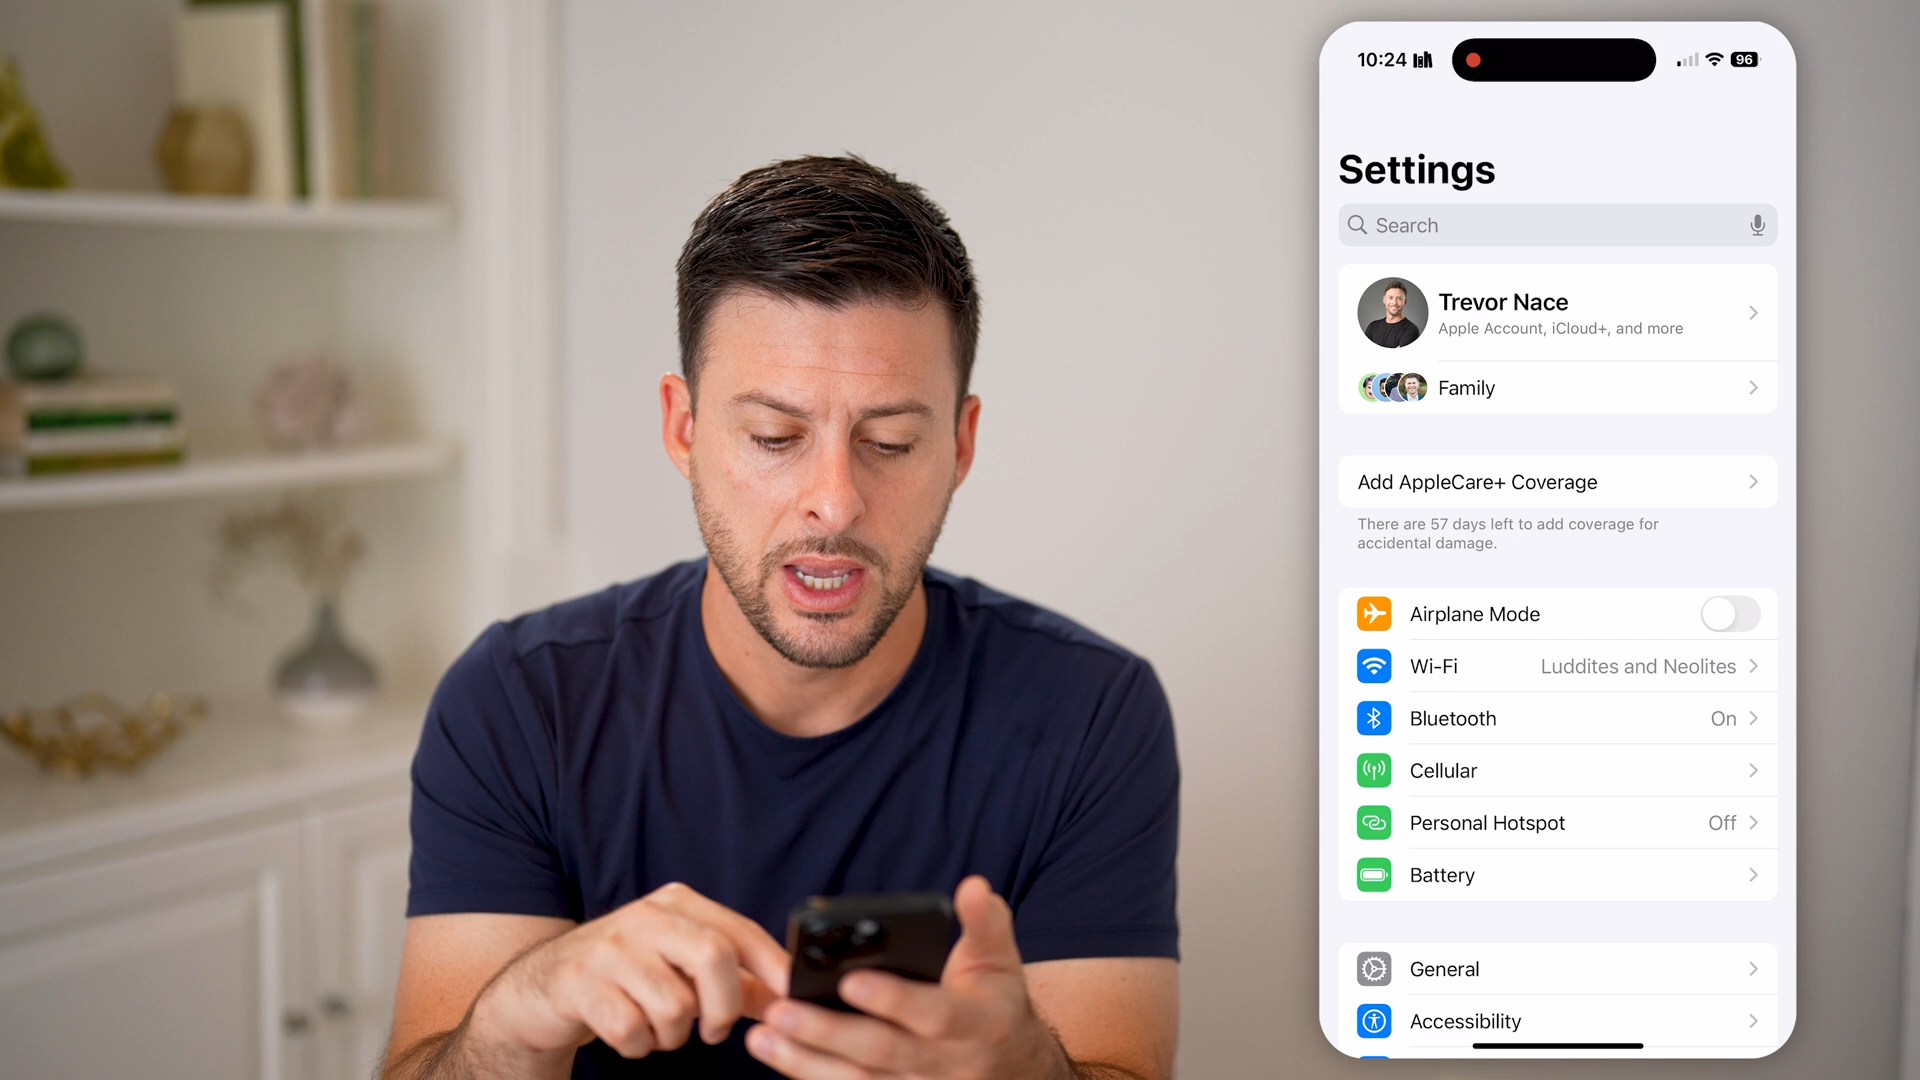 10:24
96
Settings
Search
Trevor Nace
Apple Account, iCloud+, and more
Family
Add AppleCare+ Coverage
There are 57 days left to add coverage for
accidental damage.
Airplane Mode
Wi-Fi Luddites and Neolites
Bluetooth On
Cellular
Personal Hotspot Off
Battery
General
Accessibility